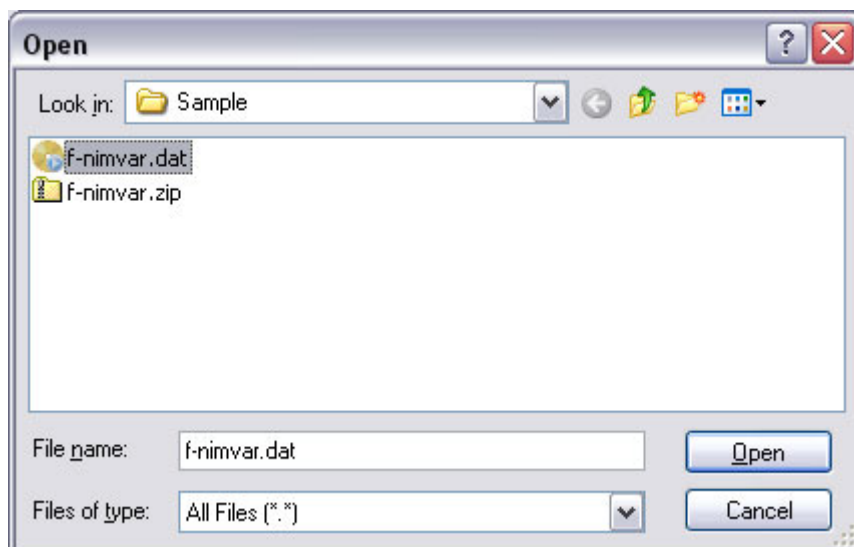 Open
Look in: Sample
f-nimvar.dat
f-nimvar.zip
File name: f-nimvar.dat Open
Files of type: All Files (*.*) Cancel